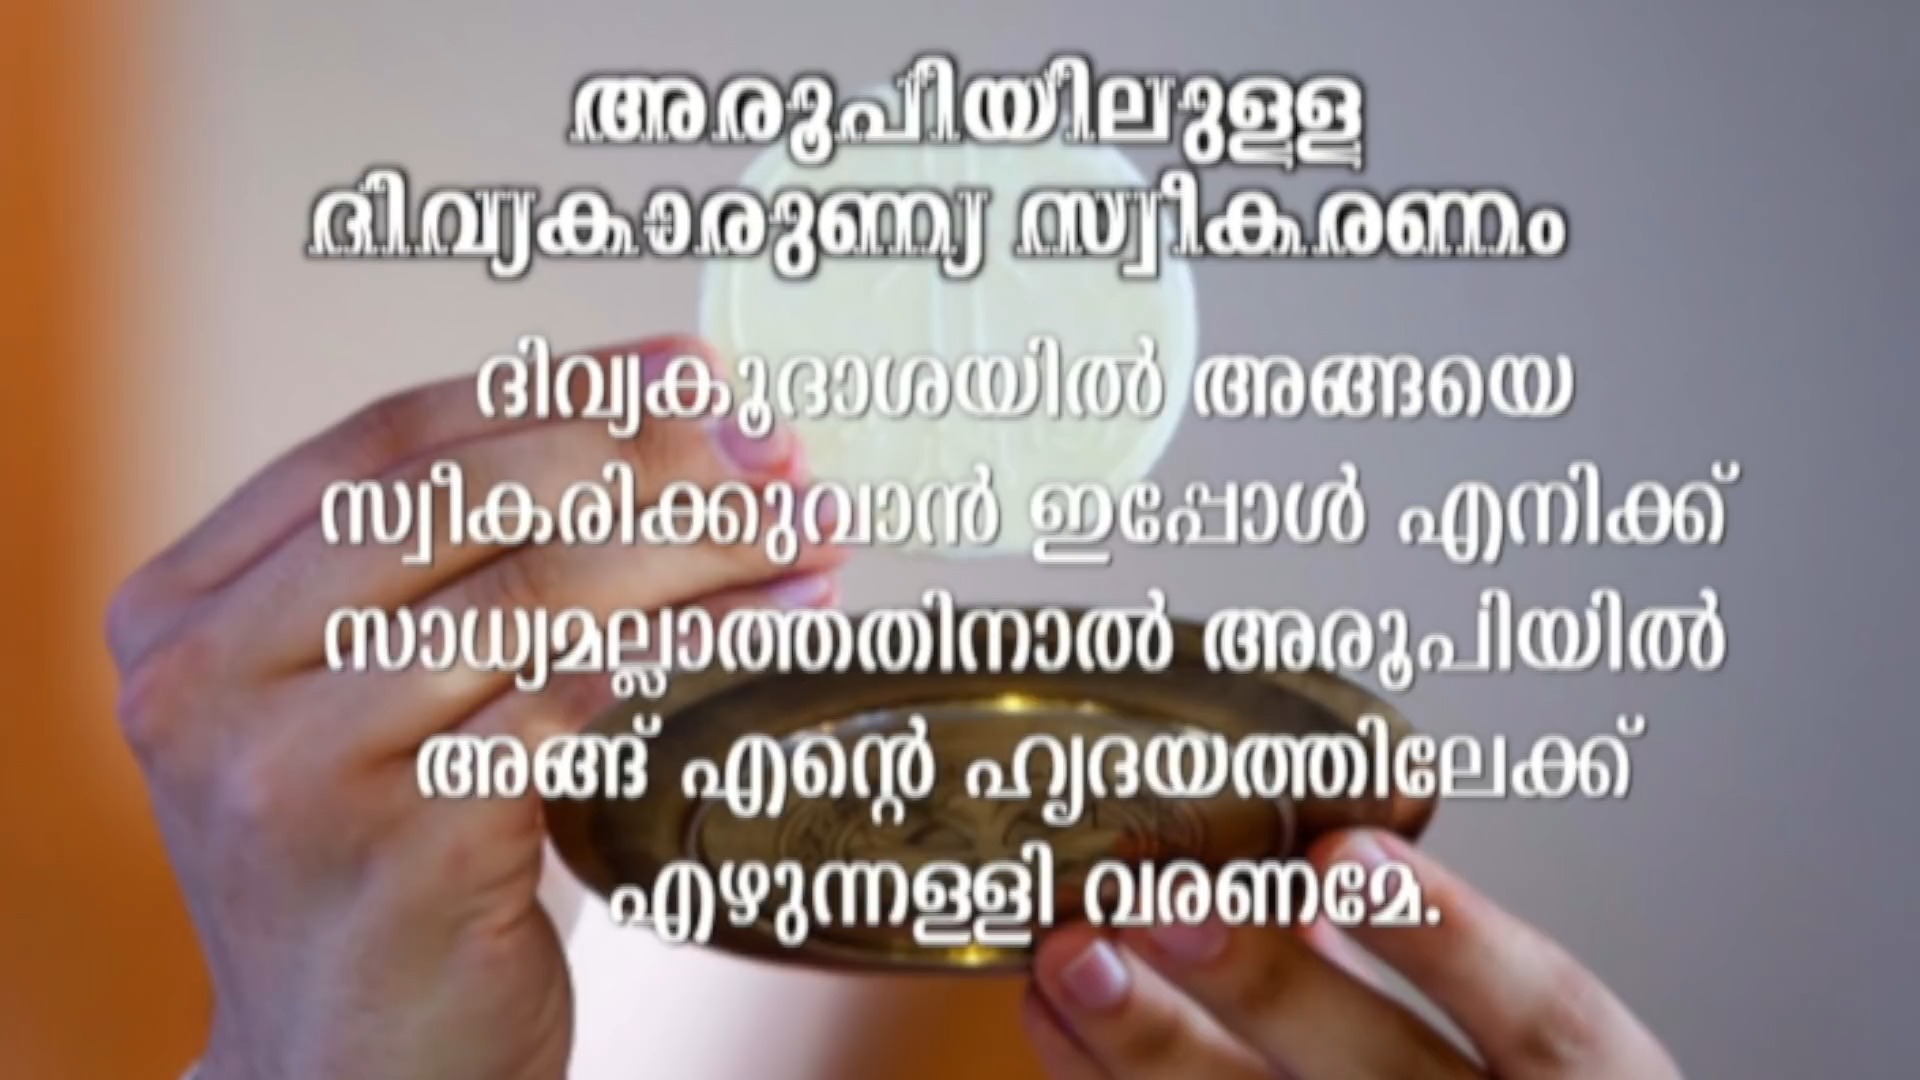 അരൂപിയിലുള്ള
ദിവ്യകാരുണ്യ സ്വീകരണം
ദിവ്യകൂദാശയിൽ അങ്ങയെ
സ്വീകരിക്കുവാൻ ഇപ്പോൾ എനിക്ക്
സാധ്യമല്ലാത്തതിനാൽ അരൂപിയിൽ
അങ്ങ് എന്റെ ഹൃദയത്തിലേക്ക്
എഴുന്നള്ളി വരണമേ.